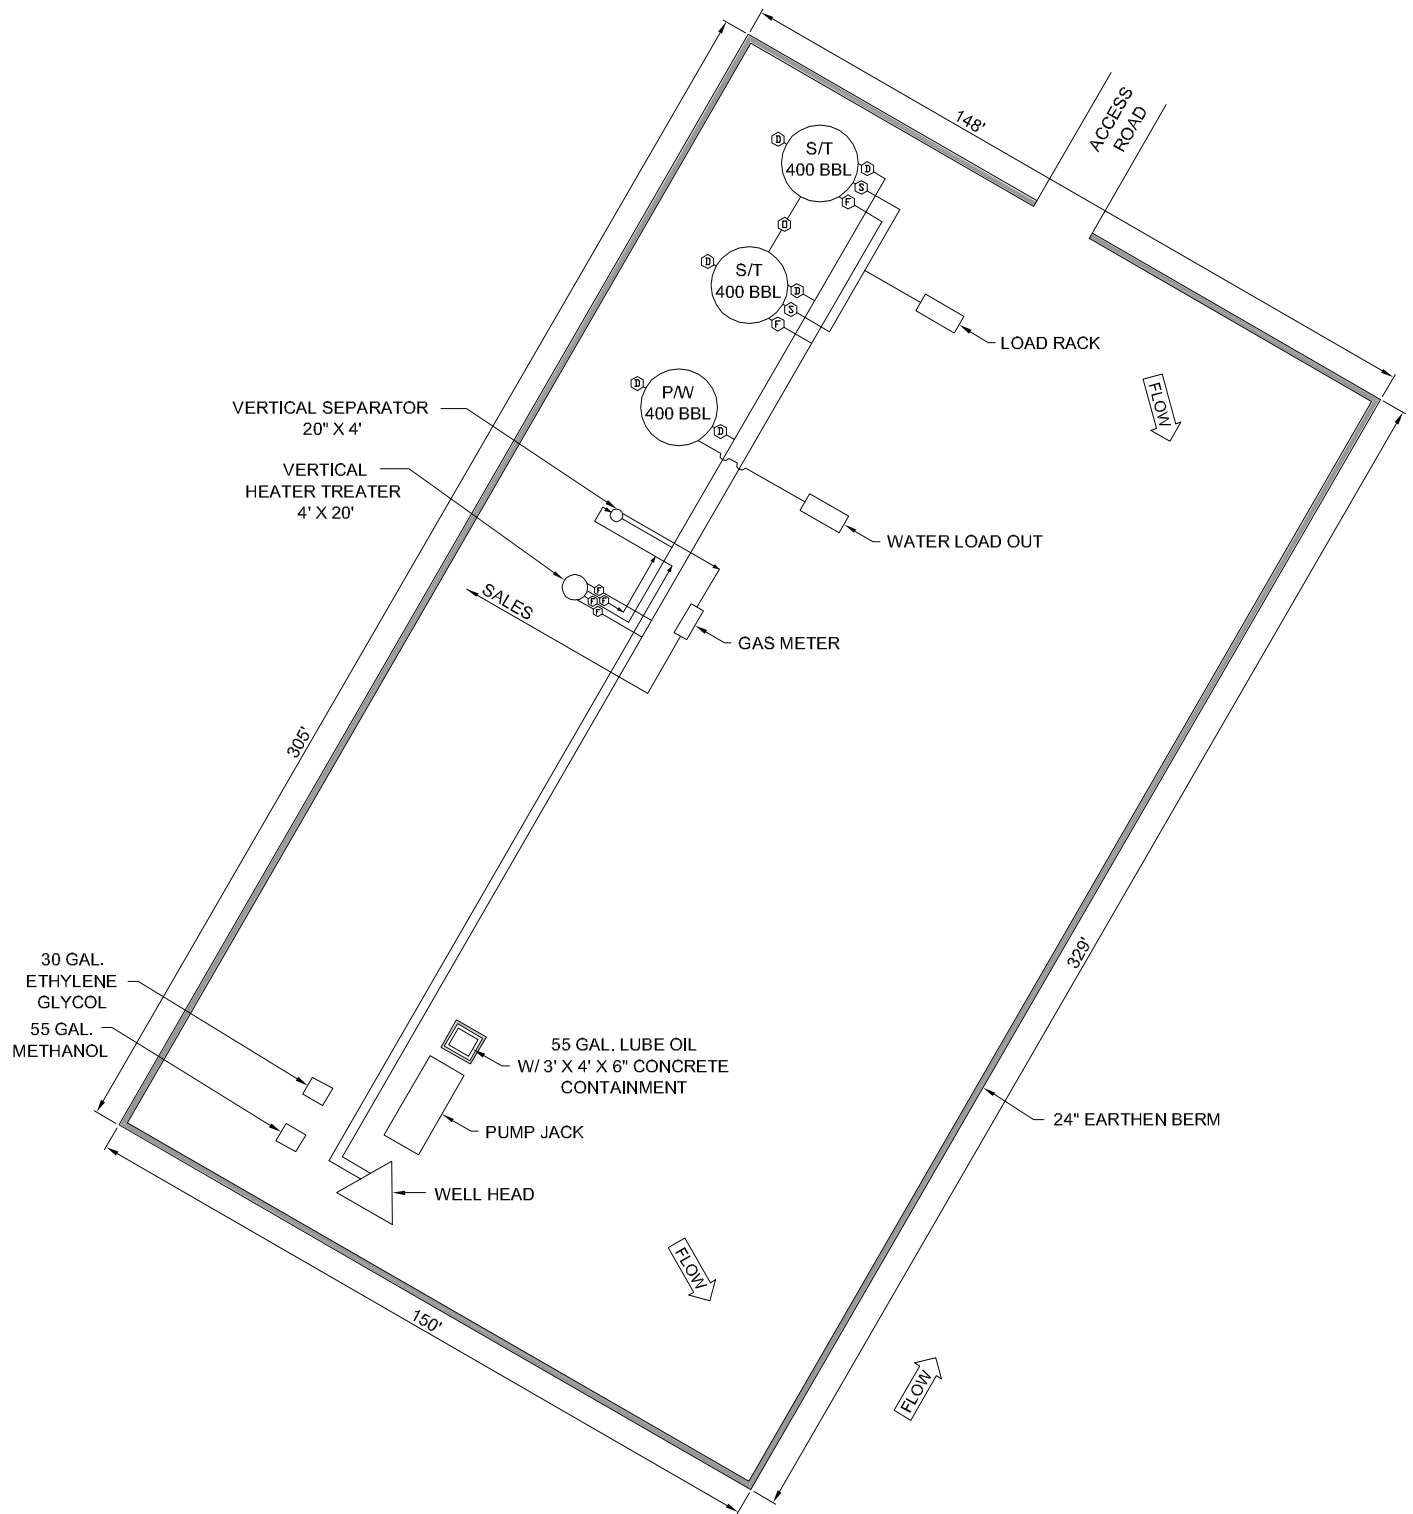 148'
ACCESS
ROAD
D
S/T
400 BBL
D
S
F
D
D
S/T
400 BBL
D
S
F
LOAD RACK
FLOW
D
P/W
400 BBL
D
VERTICAL SEPARATOR
20" X 4'
VERTICAL
HEATER TREATER
4' X 20'
WATER LOAD OUT
F
F
F
F
SALES
GAS METER
305'
329'
30 GAL.
ETHYLENE
GLYCOL
55 GAL.
METHANOL
55 GAL. LUBE OIL
W/ 3' X 4' X 6" CONCRETE
CONTAINMENT
PUMP JACK
24" EARTHEN BERM
WELL HEAD
FLOW
150'
FLOW